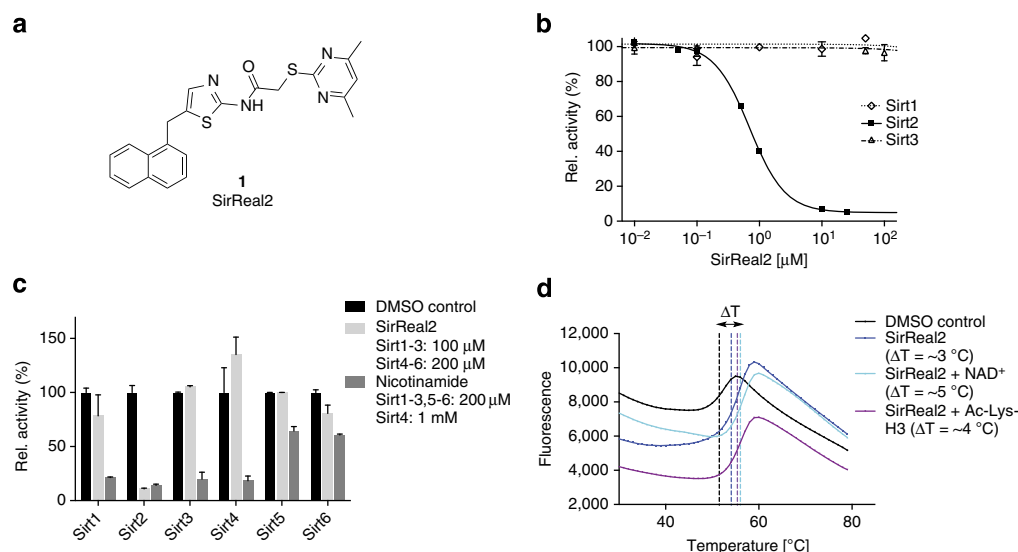 a
N
S
O
NH
S
N
N
1
SirReal2
b
100
80
60
40
20
0
Rel. activity (%)
10⁻² 10⁻¹ 10⁰ 10¹ 10²
SirReal2 [μM]
Sirt1
Sirt2
Sirt3
c
150
100
50
0
Rel. activity (%)
Sirt1 Sirt2 Sirt3 Sirt4 Sirt5 Sirt6
DMSO control
SirReal2
Sirt1-3: 100 μM
Sirt4-6: 200 μM
Nicotinamide
Sirt1-3,5-6: 200 μM
Sirt4: 1 mM
d
ΔT
12,000
10,000
8,000
6,000
4,000
2,000
Fluorescence
40 60 80
Temperature [°C]
DMSO control
SirReal2
(ΔT = ~3 °C)
SirReal2 + NAD⁺
(ΔT = ~5 °C)
SirReal2 + Ac-Lys-
H3 (ΔT = ~4 °C)